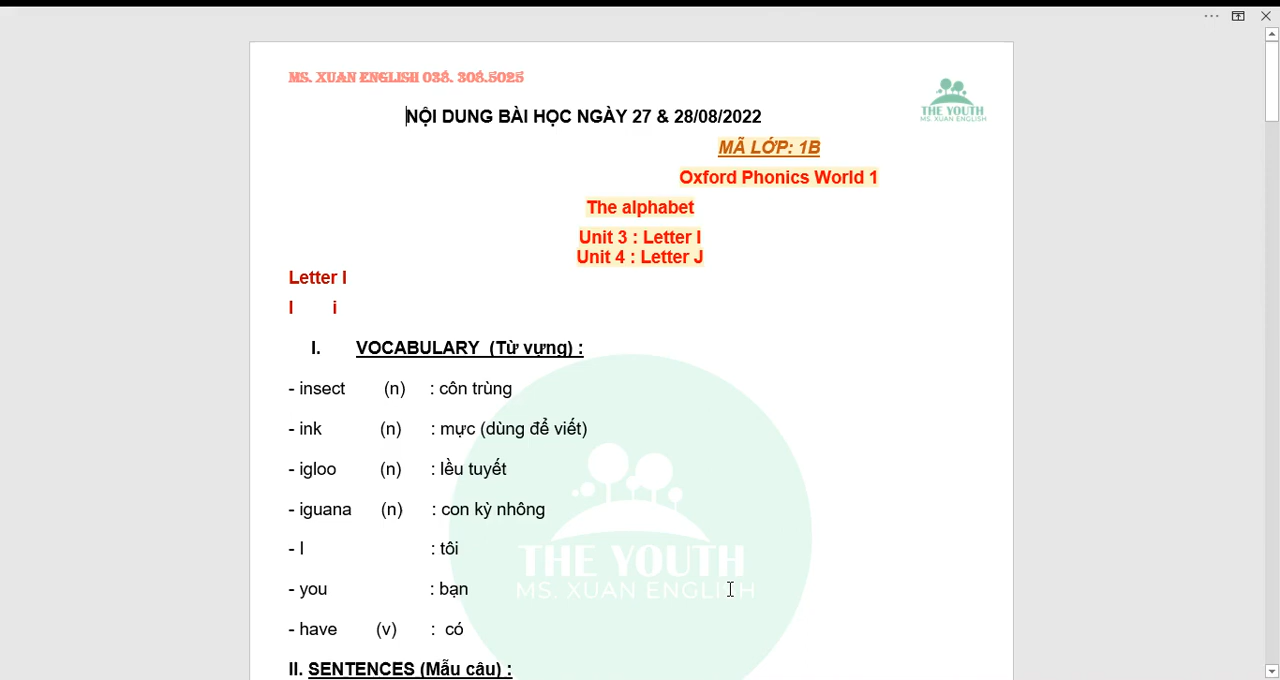 MS. XUAN ENGLISH 038. 308.5025
THE YOUTH
MS. XUAN ENGLISH
NỘI DUNG BÀI HỌC NGÀY 27 & 28/08/2022
MÃ LỚP: 1B
Oxford Phonics World 1
The alphabet
Unit 3 : Letter I
Unit 4 : Letter J
Letter I
I i
I. VOCABULARY (Từ vựng) :
- insect (n) : côn trùng
- ink (n) : mực (dùng để viết)
- igloo (n) : lều tuyết
- iguana (n) : con kỳ nhông
- I : tôi
THE YOUTH
- you : bạn
MS. XUAN ENGLISH
- have (v) : có
II. SENTENCES (Mẫu câu) :